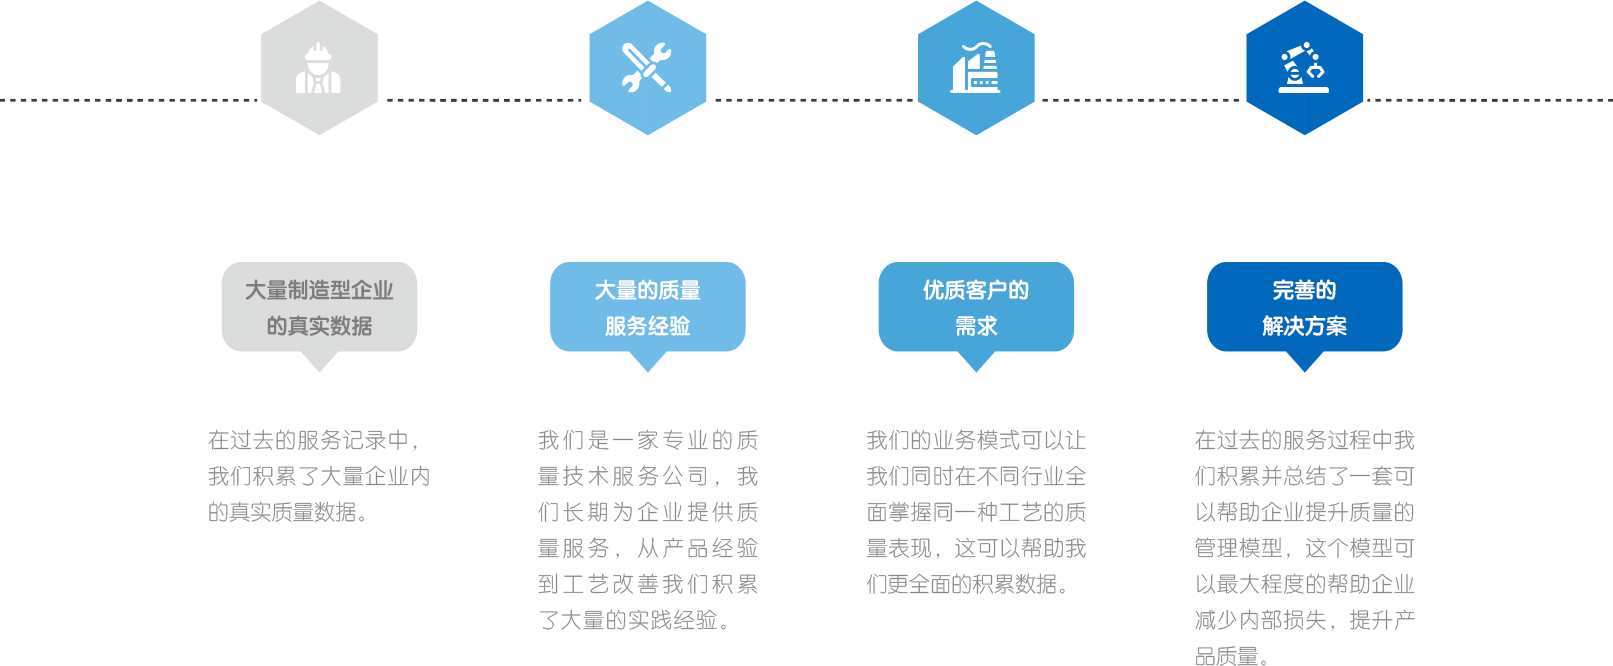 大量制造型企业
的真实数据
大量的质量
服务经验
优质客户的
需求
完善的
解决方案
在过去的服务记录中，
我们积累了大量企业内
的真实质量数据。
我们是一家专业的质
量技术服务公司，我
们长期为企业提供质
量服务，从产品经验
到工艺改善我们积累
了大量的实践经验。
我们的业务模式可以让
我们同时在不同行业全
面掌握同一种工艺的质
量表现，这可以帮助我
们更全面的积累数据。
在过去的服务过程中我
们积累并总结了一套可
以帮助企业提升质量的
管理模型，这个模型可
以最大程度的帮助企业
减少内部损失，提升产
品质量。